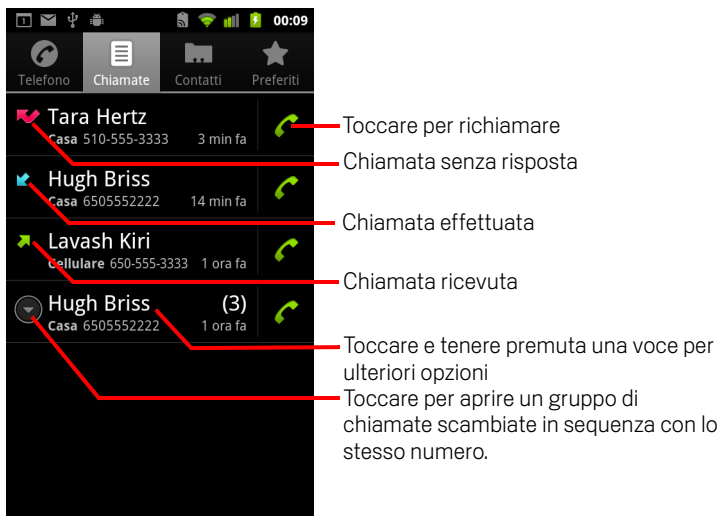 1 00:09
Telefono Chiamate Contatti Preferiti
Tara Hertz
Casa 510-555-3333 3 min fa
Hugh Briss
Casa 6505552222 14 min fa
Lavash Kiri
Cellulare 650-555-3333 1 ora fa
Hugh Briss (3)
Casa 6505552222 1 ora fa
Toccare per richiamare
Chiamata senza risposta
Chiamata effettuata
Chiamata ricevuta
Toccare e tenere premuta una voce per
ulteriori opzioni
Toccare per aprire un gruppo di
chiamate scambiate in sequenza con lo
stesso numero.